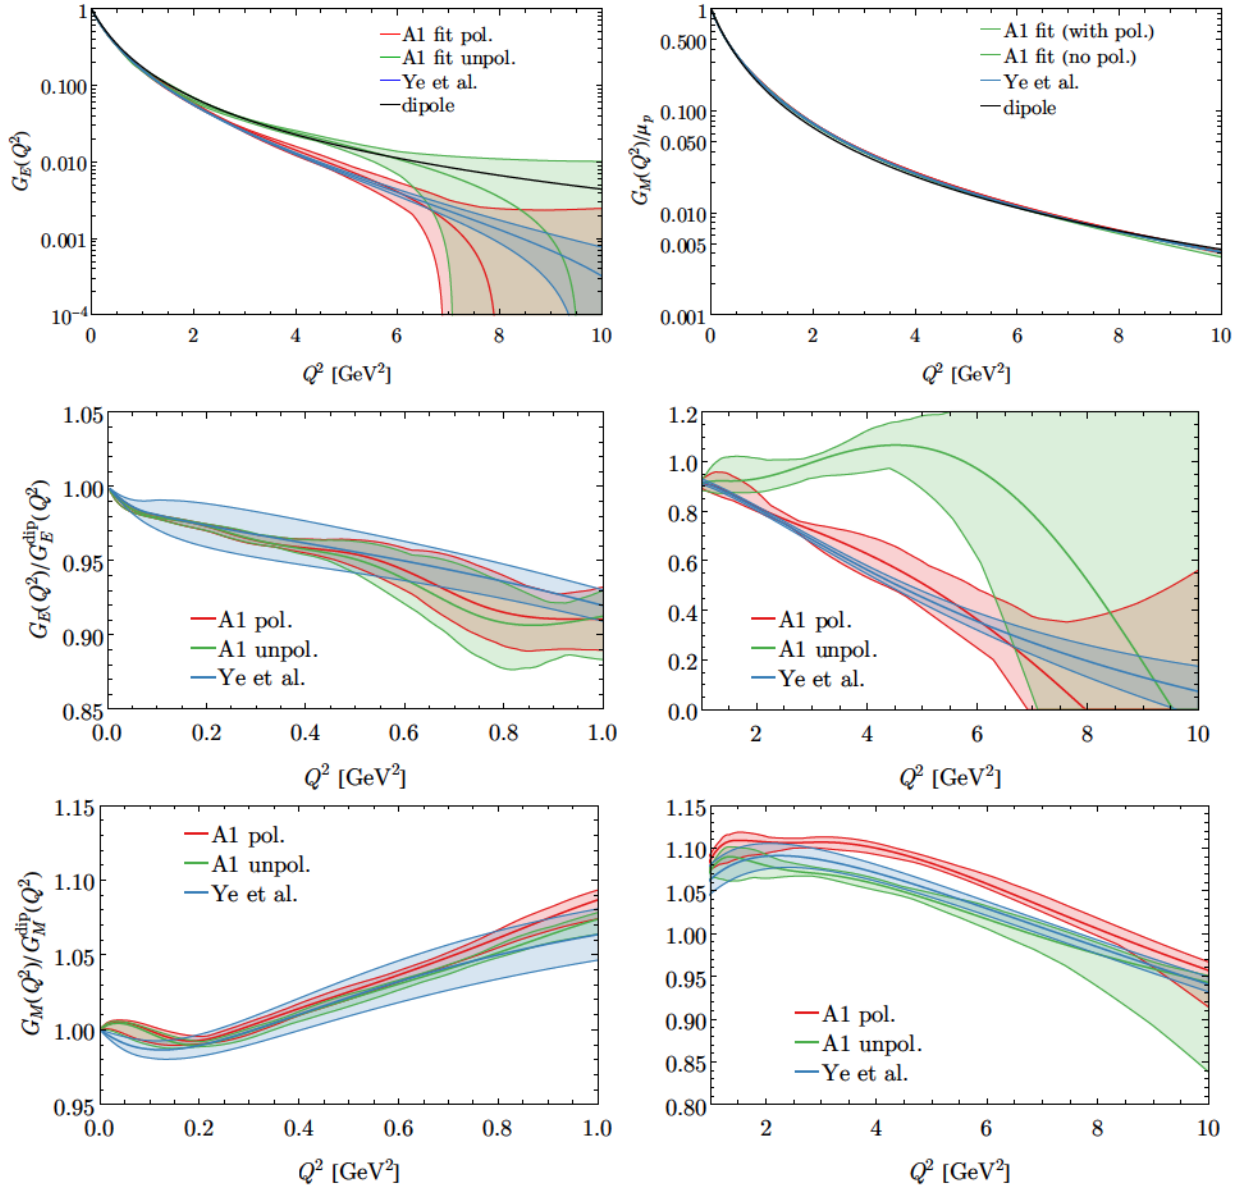 1
0.100
0.010
0.001
10⁻⁴
0 2 4 6 8 10
G_E(Q²)
Q² [GeV²]
A1 fit pol.
A1 fit unpol.
Ye et al.
dipole
0.500
0.100
0.050
0.010
0.005
0.001
0 2 4 6 8 10
G_M(Q²)/μ_p
Q² [GeV²]
A1 fit (with pol.)
A1 fit (no pol.)
Ye et al.
dipole
1.05
1.00
0.95
0.90
0.85
0.0 0.2 0.4 0.6 0.8 1.0
G_E(Q²)/G_E^dip(Q²)
Q² [GeV²]
A1 pol.
A1 unpol.
Ye et al.
1.2
1.0
0.8
0.6
0.4
0.2
0.0
2 4 6 8 10
Q² [GeV²]
A1 pol.
A1 unpol.
Ye et al.
1.15
1.10
1.05
1.00
0.95
0.0 0.2 0.4 0.6 0.8 1.0
G_M(Q²)/G_M^dip(Q²)
Q² [GeV²]
A1 pol.
A1 unpol.
Ye et al.
1.15
1.10
1.05
1.00
0.95
0.90
0.85
0.80
2 4 6 8 10
Q² [GeV²]
A1 pol.
A1 unpol.
Ye et al.